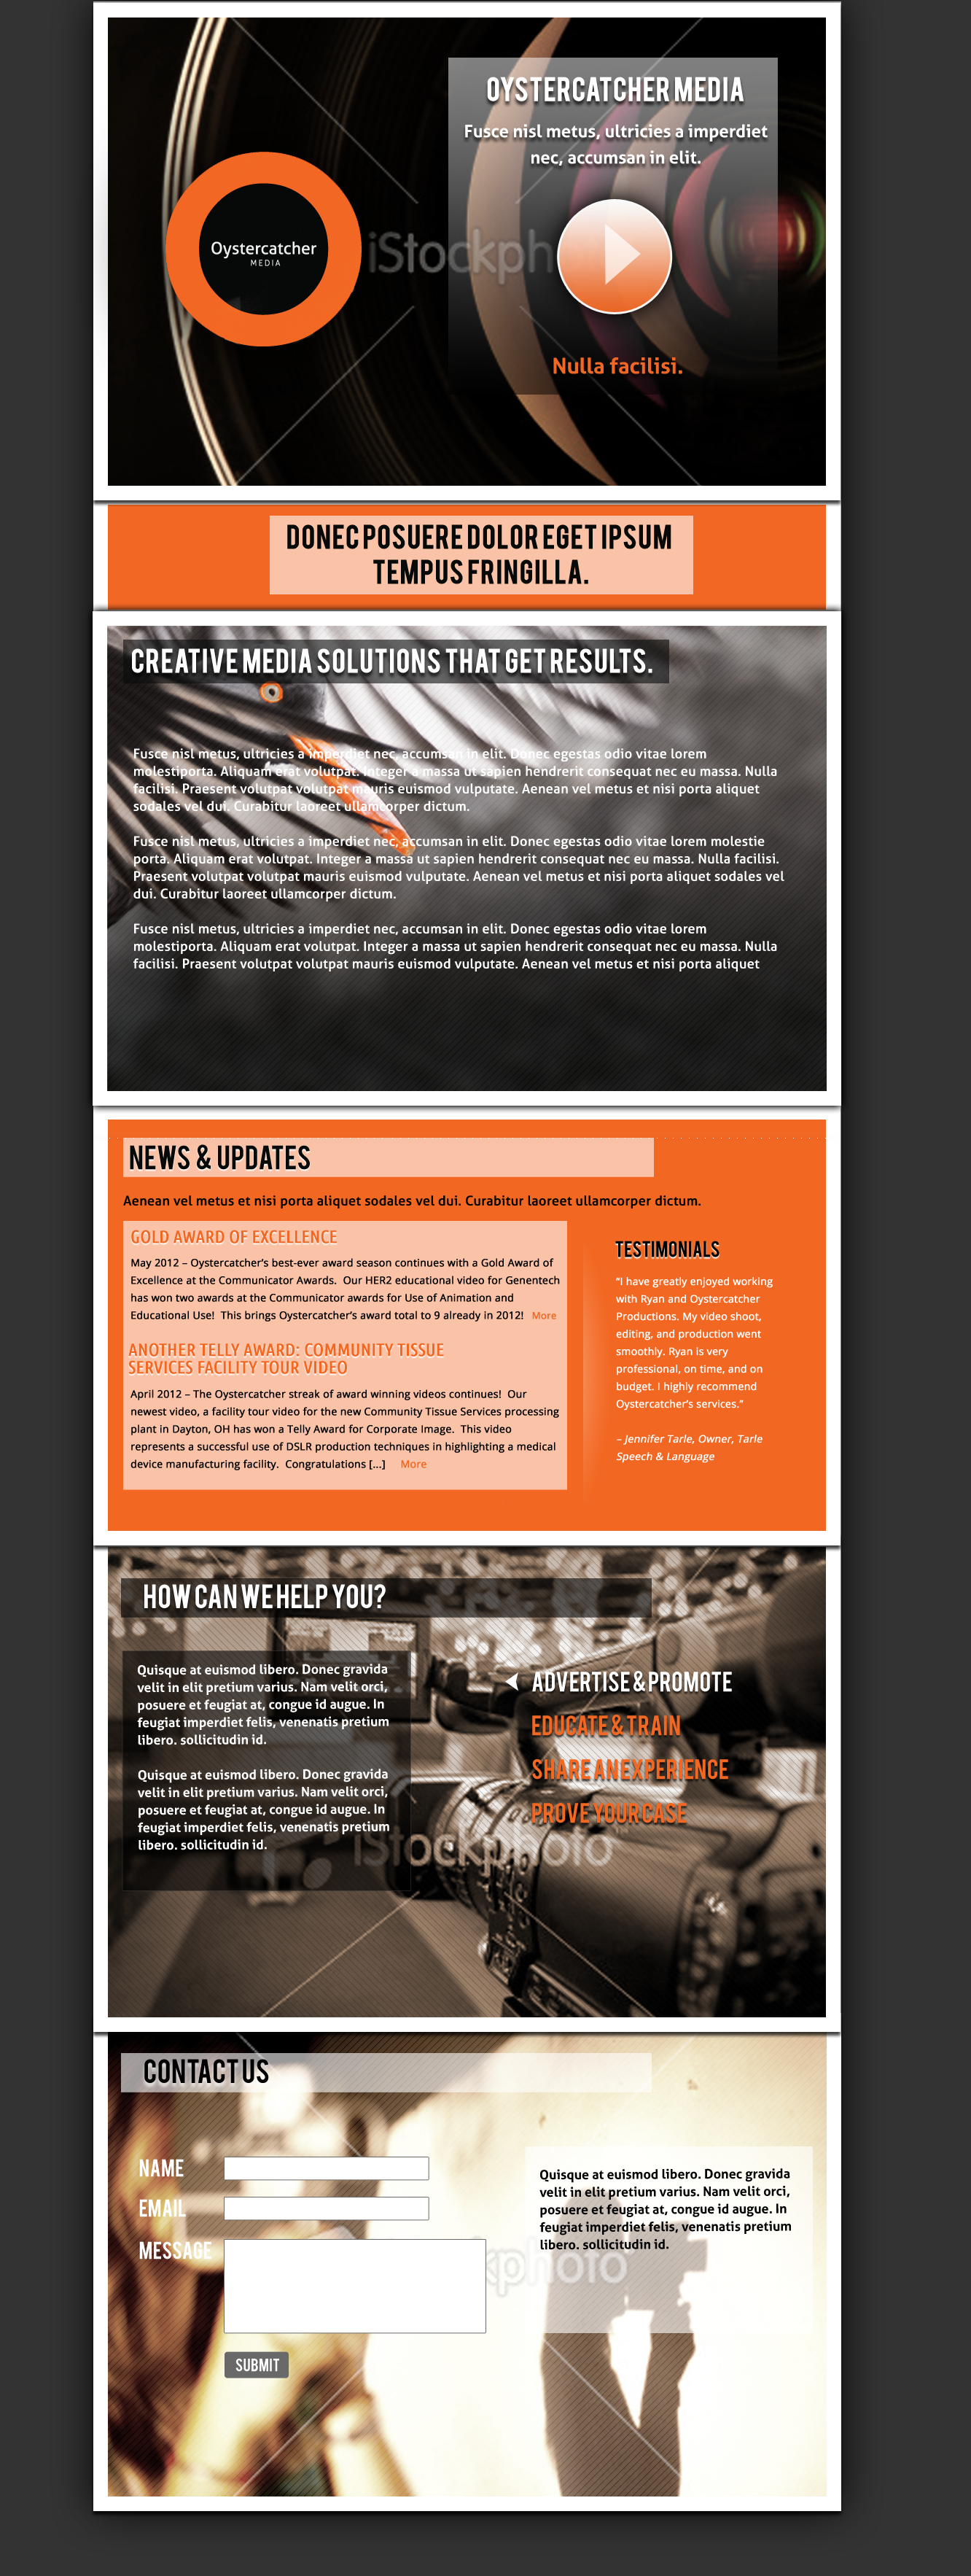 OYSTERCATCHER MEDIA
Fusce nisl metus, ultricies a imperdiet
nec, accumsan in elit.
Oystercatcher
MEDIA
iStockph
Nulla facilisi.
DONEC POSUERE DOLOR EGET IPSUM
TEMPUS FRINGILLA.
CREATIVE MEDIA SOLUTIONS THAT GET RESULTS.
Fusce nisl metus, ultricies a imperdiet nec, accumsan in elit. Donec egestas odio vitae lorem
molestiporta. Aliquam erat volutpat. Integer a massa ut sapien hendrerit consequat nec eu massa. Nulla
facilisi. Praesent volutpat volutpat mauris euismod vulputate. Aenean vel metus et nisi porta aliquet
sodales vel dui. Curabitur laoreet ullamcorper dictum.
Fusce nisl metus, ultricies a imperdiet nec, accumsan in elit. Donec egestas odio vitae lorem molestie
porta. Aliquam erat volutpat. Integer a massa ut sapien hendrerit consequat nec eu massa. Nulla facilisi.
Praesent volutpat volutpat mauris euismod vulputate. Aenean vel metus et nisi porta aliquet sodales vel
dui. Curabitur laoreet ullamcorper dictum.
Fusce nisl metus, ultricies a imperdiet nec, accumsan in elit. Donec egestas odio vitae lorem
molestiporta. Aliquam erat volutpat. Integer a massa ut sapien hendrerit consequat nec eu massa. Nulla
facilisi. Praesent volutpat volutpat mauris euismod vulputate. Aenean vel metus et nisi porta aliquet
NEWS & UPDATES
Aenean vel metus et nisi porta aliquet sodales vel dui. Curabitur laoreet ullamcorper dictum.
GOLD AWARD OF EXCELLENCE
May 2012 – Oystercatcher's best-ever award season continues with a Gold Award of
Excellence at the Communicator Awards.  Our HER2 educational video for Genentech
has won two awards at the Communicator awards for Use of Animation and
Educational Use!  This brings Oystercatcher's award total to 9 already in 2012!  More
ANOTHER TELLY AWARD: COMMUNITY TISSUE
SERVICES FACILITY TOUR VIDEO
April 2012 – The Oystercatcher streak of award winning videos continues!  Our
newest video, a facility tour video for the new Community Tissue Services processing
plant in Dayton, OH has won a Telly Award for Corporate Image.  This video
represents a successful use of DSLR production techniques in highlighting a medical
device manufacturing facility.  Congratulations [...]  More
TESTIMONIALS
"I have greatly enjoyed working
with Ryan and Oystercatcher
Productions. My video shoot,
editing, and production went
smoothly. Ryan is very
professional, on time, and on
budget. I highly recommend
Oystercatcher's services."
– Jennifer Tarle, Owner, Tarle
Speech & Language
HOW CAN WE HELP YOU?
Quisque at euismod libero. Donec gravida
velit in elit pretium varius. Nam velit orci,
posuere et feugiat at, congue id augue. In
feugiat imperdiet felis, venenatis pretium
libero. sollicitudin id.
Quisque at euismod libero. Donec gravida
velit in elit pretium varius. Nam velit orci,
posuere et feugiat at, congue id augue. In
feugiat imperdiet felis, venenatis pretium
libero. sollicitudin id.
ADVERTISE & PROMOTE
EDUCATE & TRAIN
SHARE AN EXPERIENCE
PROVE YOUR CASE
iStockphoto
CONTACT US
NAME
EMAIL
MESSAGE
SUBMIT
Quisque at euismod libero. Donec gravida
velit in elit pretium varius. Nam velit orci,
posuere et feugiat at, congue id augue. In
feugiat imperdiet felis, venenatis pretium
libero. sollicitudin id.
ckphoto